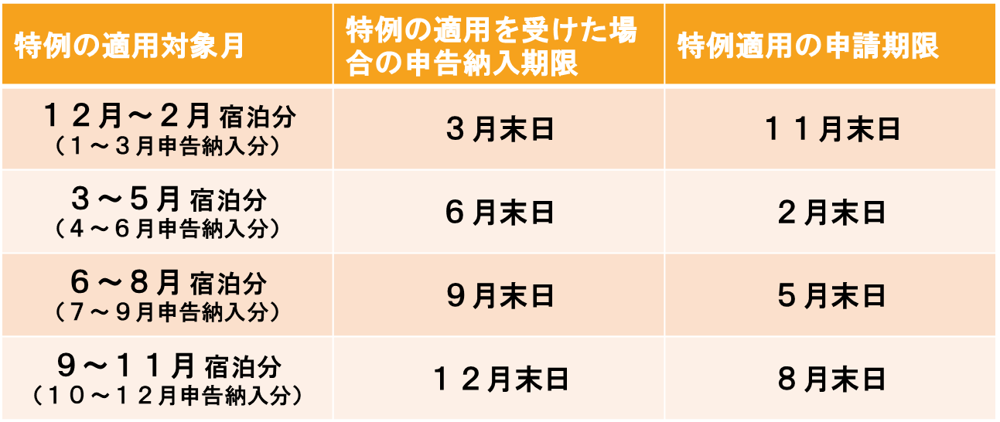 特例の適用対象月
特例の適用を受けた場
合の申告納入期限
特例適用の申請期限
１２月～２月 宿泊分
（１～３月申告納入分）
３月末日
１１月末日
３～５月 宿泊分
（４～６月申告納入分）
６月末日
２月末日
６～８月 宿泊分
（７～９月申告納入分）
９月末日
５月末日
９～１１月 宿泊分
（１０～１２月申告納入分）
１２月末日
８月末日